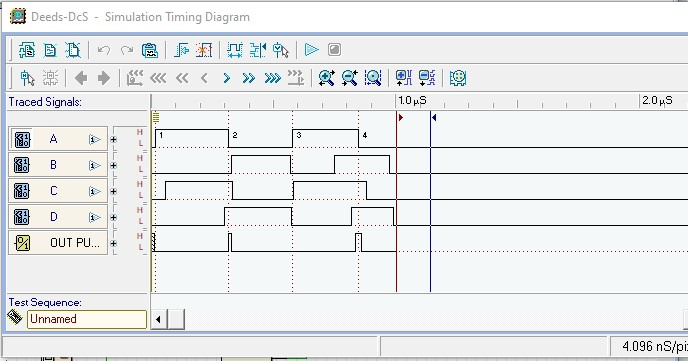 Deeds-DcS - Simulation Timing Diagram
Traced Signals:
1.0 µS
2.0 µS
A
H
L
1
2
3
4
B
H
L
C
H
L
D
H
L
OUT PU...
H
L
Test Sequence:
Unnamed
4.096 nS/pi